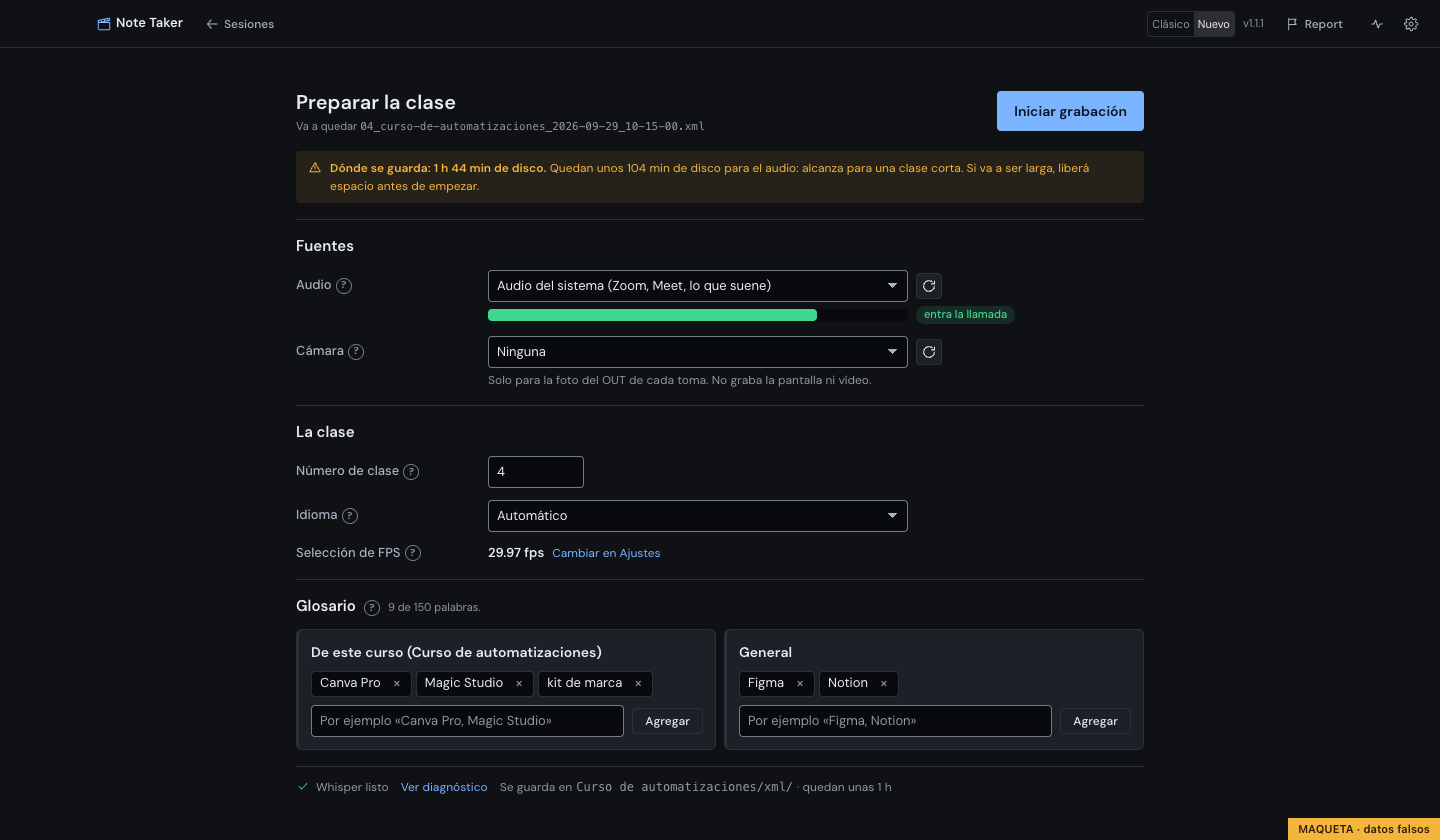 Note Taker
Sesiones
Clásico Nuevo v1.1.1 Report
Preparar la clase
Va a quedar 04_curso-de-automatizaciones_2026-09-29_10-15-00.xml
Iniciar grabación
Dónde se guarda: 1 h 44 min de disco. Quedan unos 104 min de disco para el audio: alcanza para una clase corta. Si va a ser larga, liberá
espacio antes de empezar.
Fuentes
Audio ?
Audio del sistema (Zoom, Meet, lo que suene)
entra la llamada
Cámara ?
Ninguna
Solo para la foto del OUT de cada toma. No graba la pantalla ni vídeo.
La clase
Número de clase ?
4
Idioma ?
Automático
Selección de FPS ?
29.97 fps Cambiar en Ajustes
Glosario ? 9 de 150 palabras.
De este curso (Curso de automatizaciones)
Canva Pro × Magic Studio × kit de marca ×
Por ejemplo «Canva Pro, Magic Studio»
Agregar
General
Figma × Notion ×
Por ejemplo «Figma, Notion»
Agregar
Whisper listo Ver diagnóstico Se guarda en Curso de automatizaciones/xml/ · quedan unas 1 h
MAQUETA · datos falsos